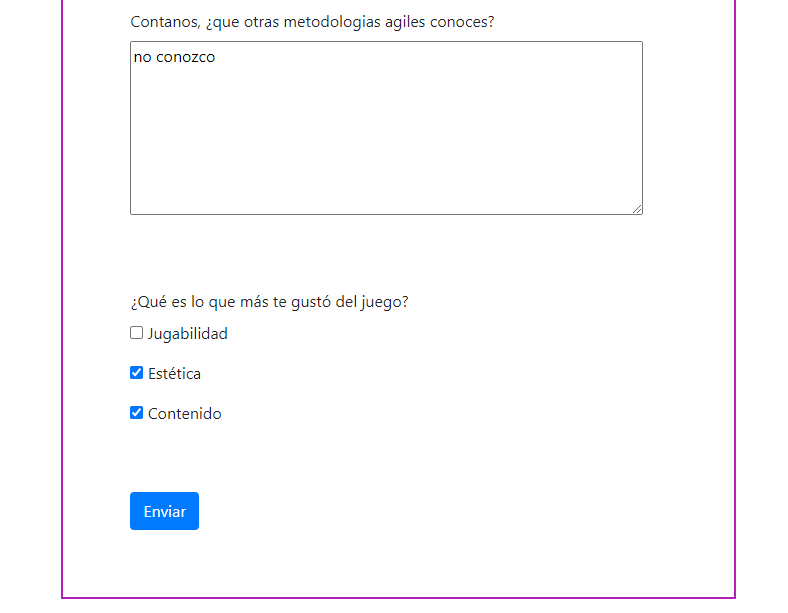 Contanos, ¿que otras metodologias agiles conoces?
no conozco
¿Qué es lo que más te gustó del juego?
Jugabilidad
Estética
Contenido
Enviar